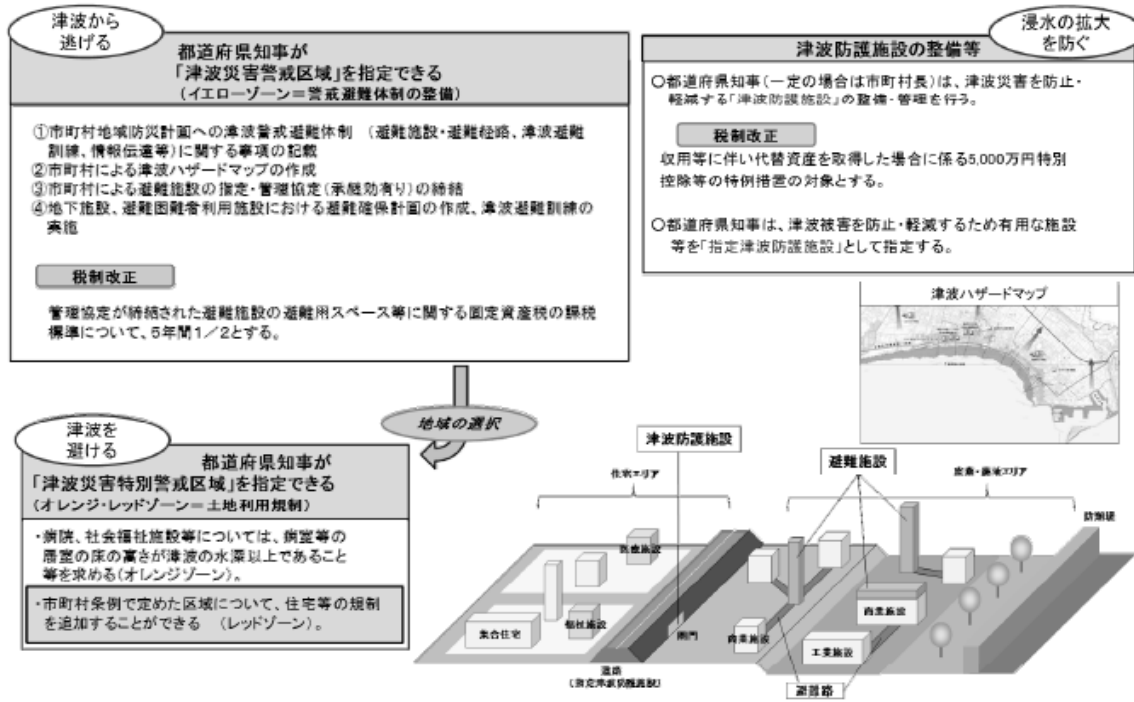 津波から
逃げる
都道府県知事が
「津波災害警戒区域」を指定できる
(イエローゾーン=警戒避難体制の整備)
①市町村地域防災計画への津波警戒避難体制 (避難施設・避難経路、津波避難
訓練、情報伝達等)に関する事項の記載
②市町村による津波ハザードマップの作成
③市町村による避難施設の指定・管理協定(承継効有り)の締結
④地下施設、避難困難者利用施設における避難確保計画の作成、津波避難訓練の
実施
税制改正
管理協定が締結された避難施設の避難用スペース等に関する固定資産税の課税
標準について、5年間1/2とする。
浸水の拡大
を防ぐ
津波防護施設の整備等
○都道府県知事(一定の場合は市町村長)は、津波災害を防止・
軽減する「津波防護施設」の整備・管理を行う。
税制改正
収用等に伴い代替資産を取得した場合に係る5,000万円特別
控除等の特例措置の対象とする。
○都道府県知事は、津波被害を防止・軽減するため有用な施設
等を「指定津波防護施設」として指定する。
津波ハザードマップ
地域の選択
津波を
避ける
都道府県知事が
「津波災害特別警戒区域」を指定できる
(オレンジ・レッドゾーン=土地利用規制)
・病院、社会福祉施設等については、病室等の
居室の床の高さが津波の水深以上であること
等を求める(オレンジゾーン)。
・市町村条例で定めた区域について、住宅等の規制
を追加することができる (レッドゾーン)。
津波防護施設
避難施設
住宅エリア
産業・湾岸エリア
防潮堤
医療施設
福祉施設
集合住宅
閘門
商業施設
商業施設
工業施設
道路
(指定津波防護施設)
避難路